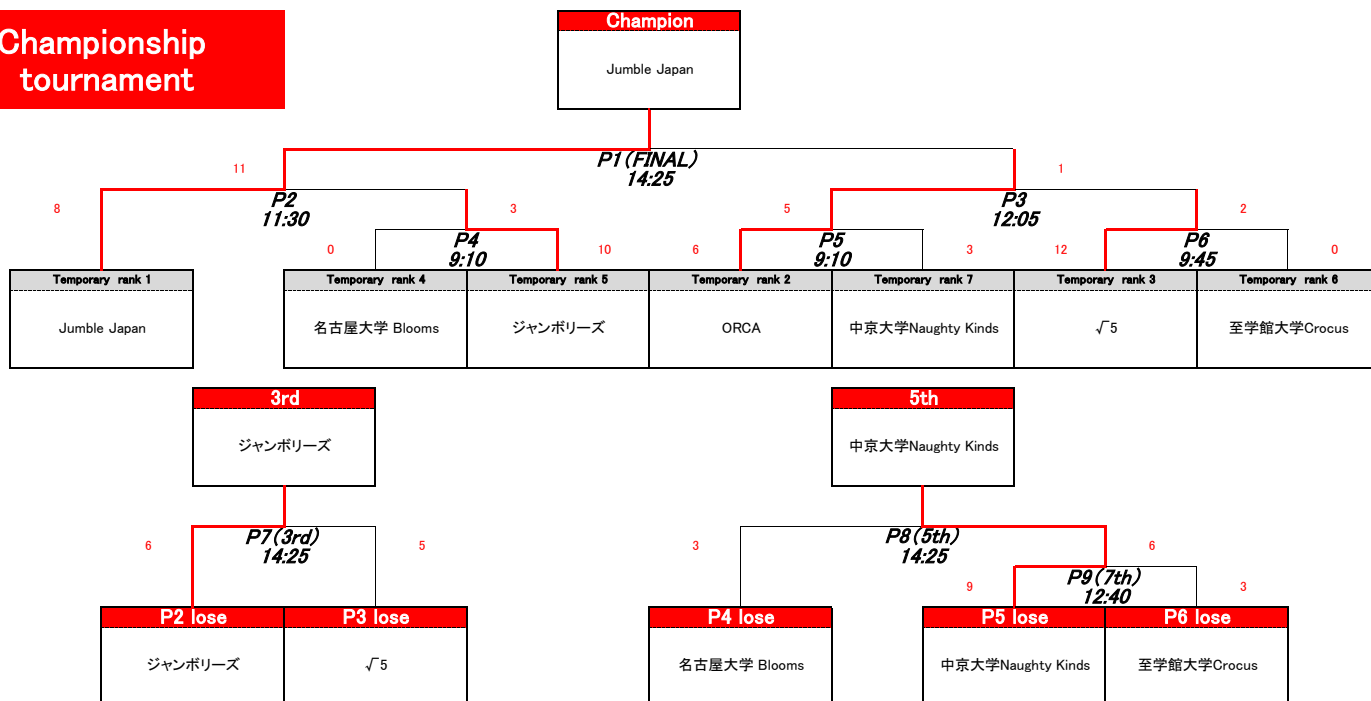 Championship
tournament
Champion
Jumble Japan
P1(FINAL)
14:25
11
1
P2
11:30
P3
12:05
8
3
5
2
P4
9:10
P5
9:10
P6
9:45
0
10
6
3
12
0
Temporary rank 1
Temporary rank 4
Temporary rank 5
Temporary rank 2
Temporary rank 7
Temporary rank 3
Temporary rank 6
Jumble Japan
名古屋大学 Blooms
ジャンボリーズ
ORCA
中京大学Naughty Kinds
√5
至学館大学Crocus
3rd
5th
ジャンボリーズ
中京大学Naughty Kinds
P7(3rd)
14:25
P8(5th)
14:25
6
5
3
6
P9(7th)
12:40
9
3
P2 lose
P3 lose
P4 lose
P5 lose
P6 lose
ジャンボリーズ
√5
名古屋大学 Blooms
中京大学Naughty Kinds
至学館大学Crocus